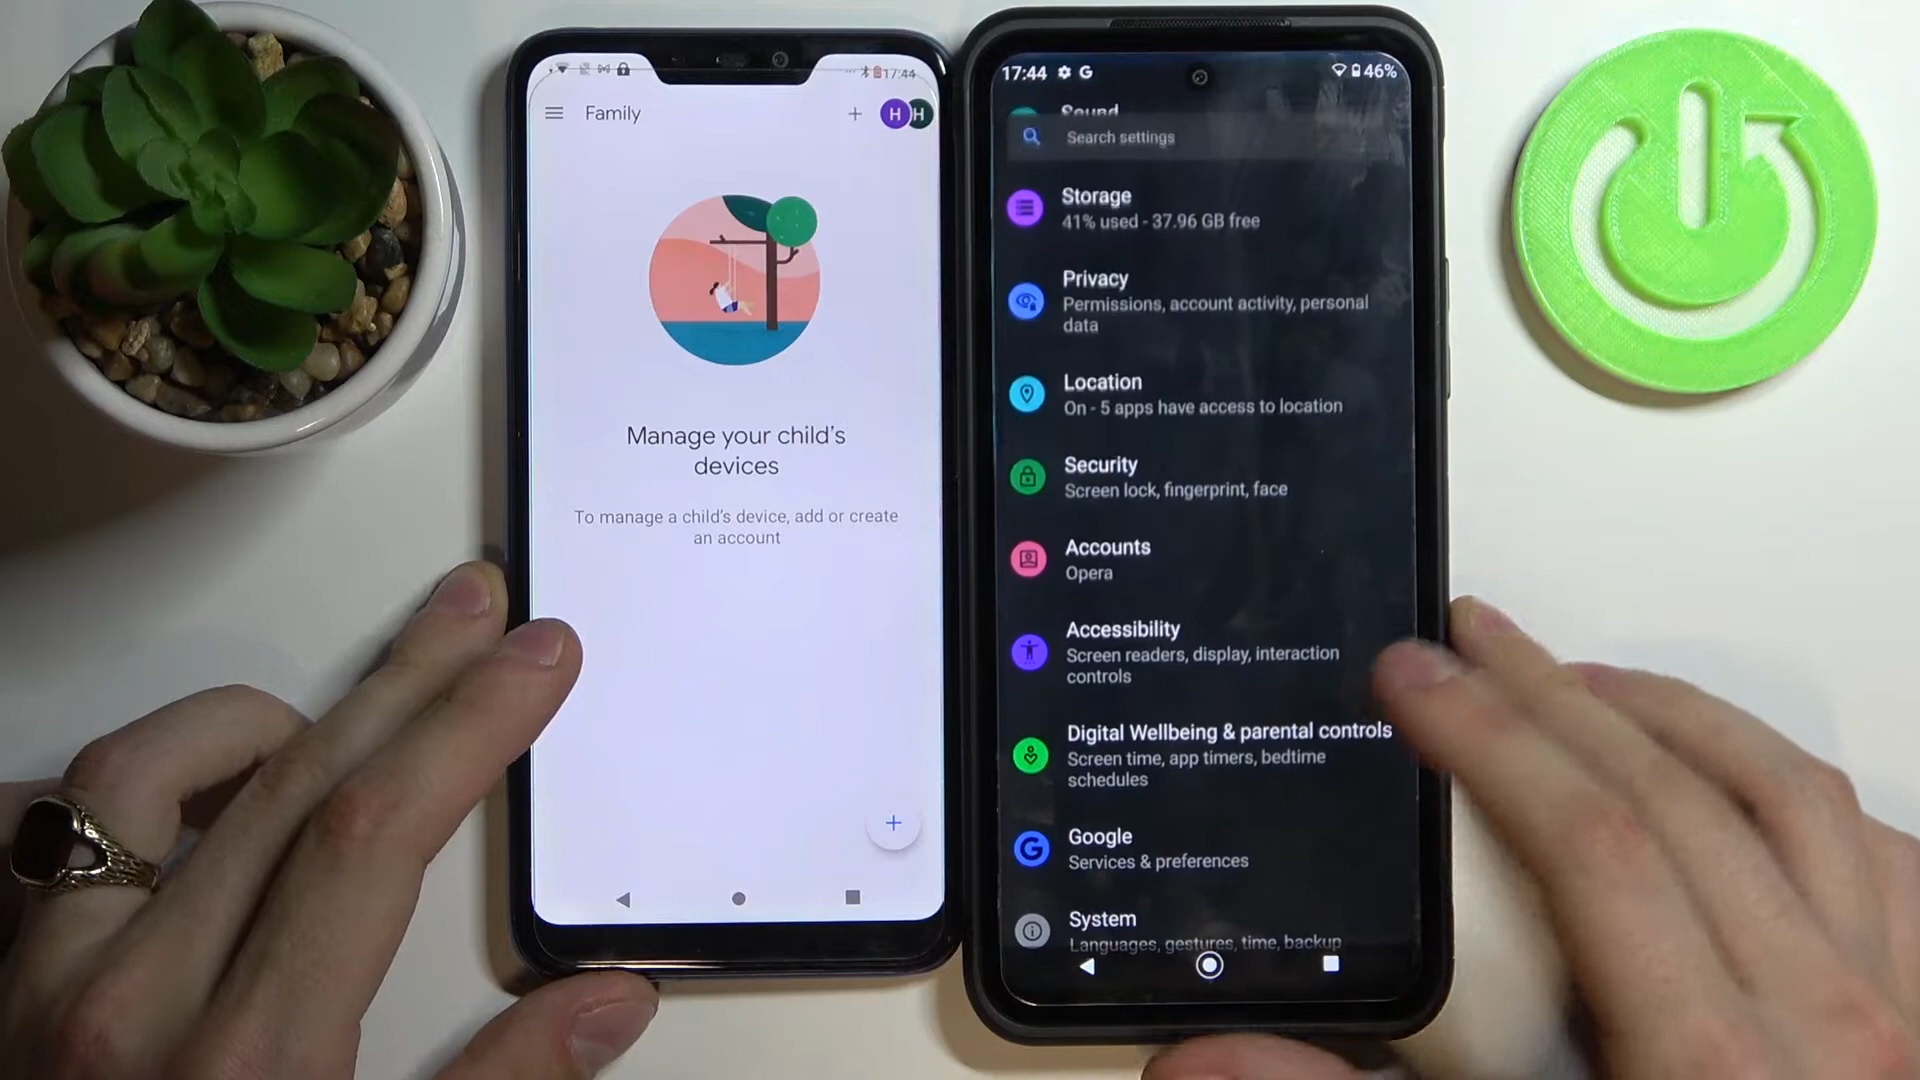 17:44
Family
+
H
H
Manage your child's
devices
To manage a child's device, add or create
an account
+
17:44 G
46%
Sound
Search settings
Storage
41% used - 37.96 GB free
Privacy
Permissions, account activity, personal
data
Location
On - 5 apps have access to location
Security
Screen lock, fingerprint, face
Accounts
Opera
Accessibility
Screen readers, display, interaction
controls
Digital Wellbeing & parental controls
Screen time, app timers, bedtime
schedules
G
Google
Services & preferences
System
Languages, gestures, time, backup